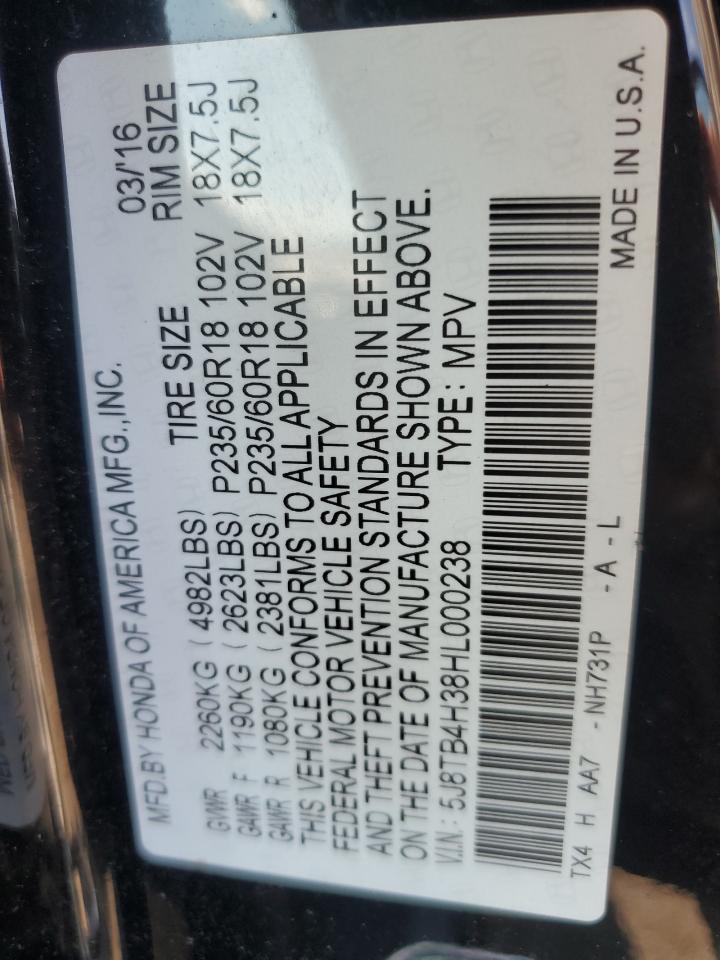 MFD.BY HONDA OF AMERICA MFG.,INC. 03/'16
TIRE SIZE RIM SIZE
GVWR 2260KG ( 4982LBS)
GAWR F 1190KG ( 2623LBS) P235/60R18 102V 18X7.5J
GAWR R 1080KG ( 2381LBS) P235/60R18 102V 18X7.5J
THIS VEHICLE CONFORMS TO ALL APPLICABLE
FEDERAL MOTOR VEHICLE SAFETY
AND THEFT PREVENTION STANDARDS IN EFFECT
ON THE DATE OF MANUFACTURE SHOWN ABOVE.
V.I.N.: 5J8TB4H38HL000238 TYPE: MPV
TX4 H AA7 - NH731P - A - L MADE IN U.S.A.